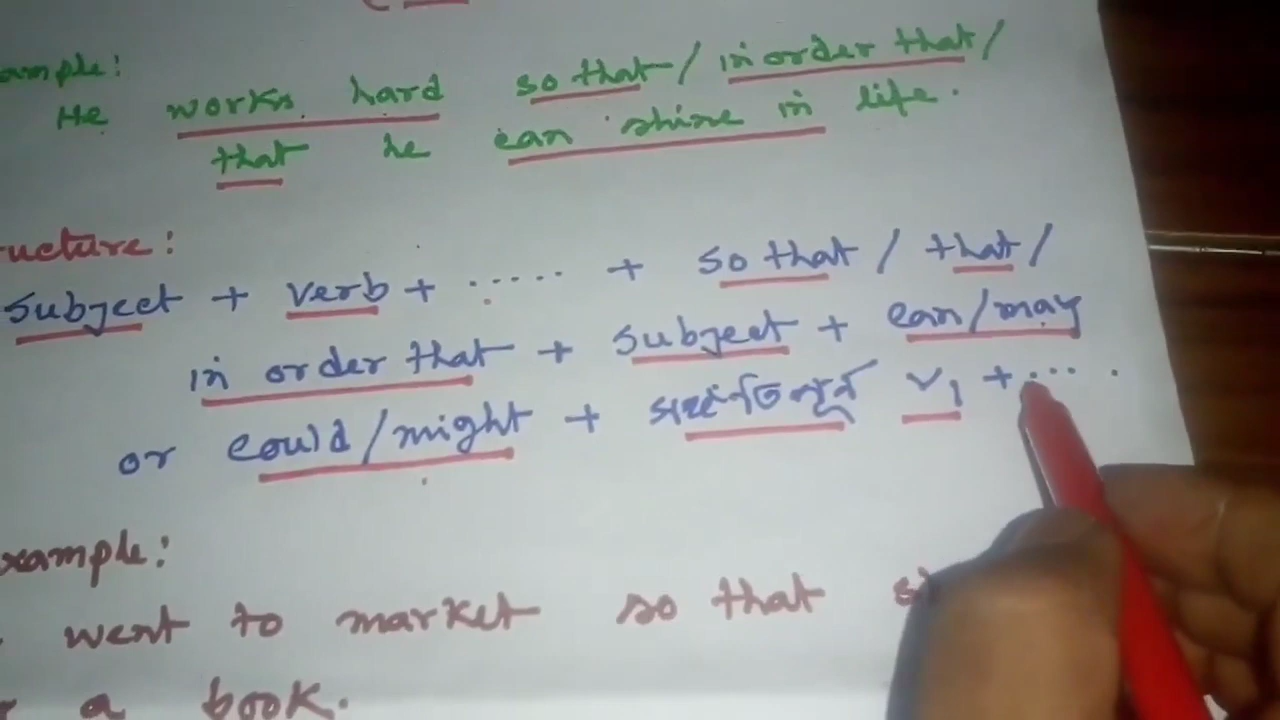 ample:
He works hard so that / in order that /
that he can shine in life.
ucture:
Subject + verb + ...... + so that / that /
in order that + subject + can/may
or could/might + সঙ্গতিপূর্ণ V1 + ... .
xample:
went to market so that
a book.